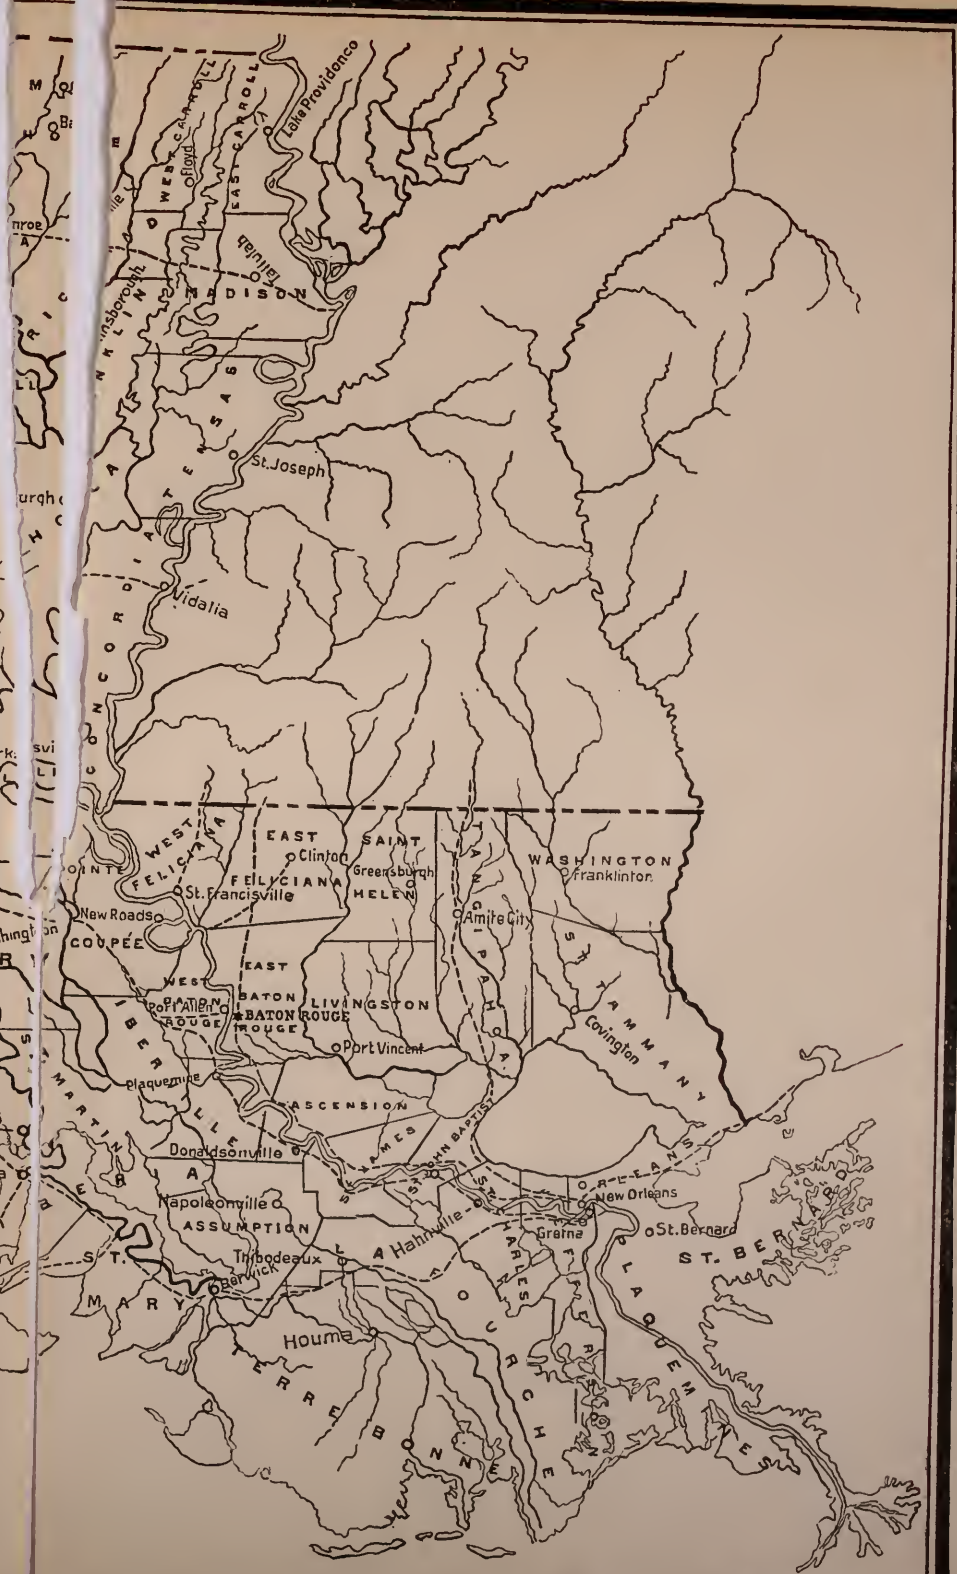 Lake Providence
WEST CARROLL
EAST CARROLL
Floyd
Tallulah
MADISON
TENSAS
St. Joseph
Vidalia
CONCORDIA
WEST
FELICIANA
EAST
FELICIANA
Clinton
SAINT
HELEN
Greensburgh
WASHINGTON
Franklinton
St. Francisville
POINTE
COUPÉE
New Roads
TANGIPAHOA
Amite City
ST. TAMMANY
Covington
WEST
BATON
ROUGE
Port Allen
EAST
BATON
ROUGE
BATON ROUGE
LIVINGSTON
Port Vincent
IBERVILLE
Plaquemine
ASCENSION
Donaldsonville
ST. JAMES
ST. JOHN BAPTIST
ORLEANS
New Orleans
ST. MARTIN
IBER
Napoleonville
ASSUMPTION
Hahnville
ST. CHARLES
Gretna
St. Bernard
ST. BERNARD
ST.
MARY
Thibodeaux
Berwick
LAFOURCHE
JEFFERSON
PLAQUEMINES
Houma
TERREBONNE